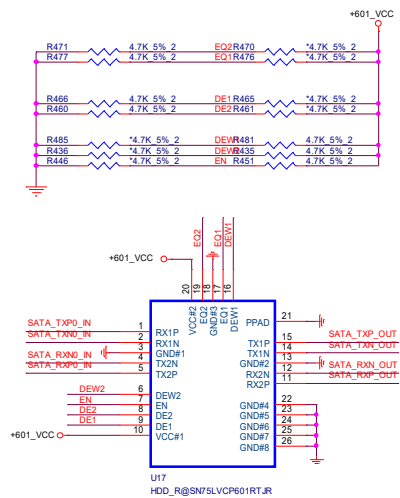 +601_VCC
R471 4.7K_5%_2 EQ2 R470 *4.7K_5%_2
R477 4.7K_5%_2 EQ1 R476 *4.7K_5%_2
R466 4.7K_5%_2 DE1 R465 *4.7K_5%_2
R460 4.7K_5%_2 DE2 R461 *4.7K_5%_2
R485 *4.7K_5%_2 DEW R481 4.7K_5%_2
R436 *4.7K_5%_2 DEW R435 4.7K_5%_2
R446 *4.7K_5%_2 EN R451 4.7K_5%_2
EQ2 EQ1 DEW1
+601_VCC
20 19 18 17 16
VCC#2 EQ2 GND#3 EQ1 DEW1
PPAD 21
SATA_TXP0_IN 1 RX1P
SATA_TXN0_IN 2 RX1N
3 GND#1
SATA_RXN0_IN 4 TX2N
SATA_RXP0_IN 5 TX2P
TX1P 15 SATA_TXP_OUT
TX1N 14 SATA_TXN_OUT
GND#2 13
RX2N 12 SATA_RXN_OUT
RX2P 11 SATA_RXP_OUT
DEW2 6 DEW2
EN 7 EN
DE2 8 DE2
DE1 9 DE1
+601_VCC 10 VCC#1
GND#4 22
GND#5 23
GND#6 24
GND#7 25
GND#8 26
U17
HDD_R@SN75LVCP601RTJR